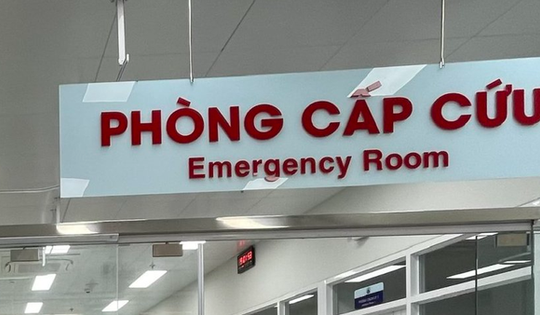 PHÒNG CẤP CỨU
Emergency Room